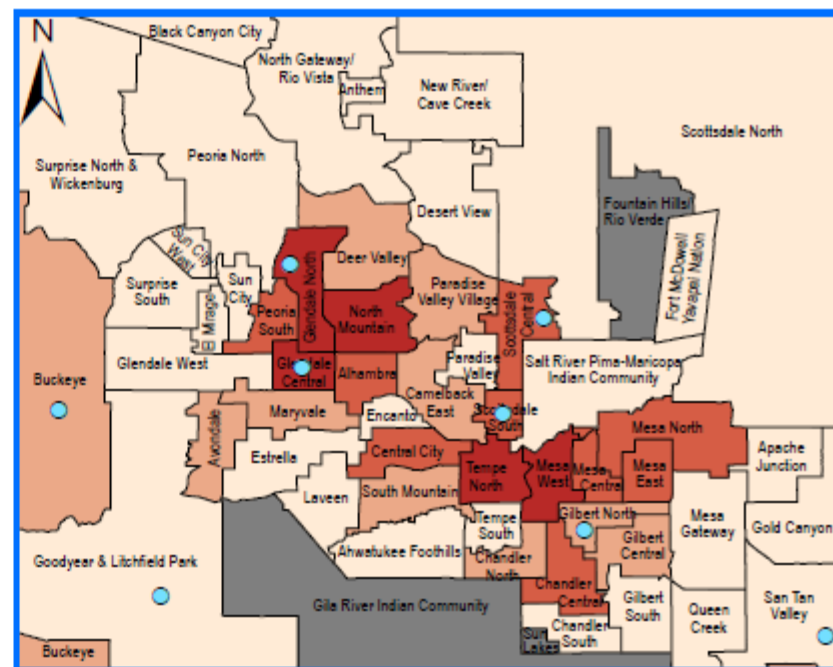 N
Black Canyon City
North Gateway/
Rio Vista
Anthem
New River/
Cave Creek
Scottsdale North
Peoria North
Surprise North &
Wickenburg
Fountain Hills/
Rio Verde
Desert View
Fort McDowell/
Yavapai Nation
Sun City
West
Deer Valley
Sun
City
Surprise
South
El Mirage
Glendale North
Paradise
Valley Village
Scottsdale
Central
Peoria
South
North
Mountain
Glendale West
Glendale
Central
Alhambra
Paradise
Valley
Salt River Pima-Maricopa
Indian Community
Buckeye
Camelback
East
Maryvale
Encanto
Scottsdale
South
Avondale
Mesa North
Central City
Estrella
Apache
Junction
Tempe
North
Mesa
West
Mesa
Central
Mesa
East
South Mountain
Laveen
Tempe
South
Gilbert North
Mesa
Gateway
Gold Canyon
Gilbert
Central
Ahwatukee Foothills
Chandler
North
Goodyear & Litchfield Park
Chandler
Central
Gilbert
South
Gila River Indian Community
San Tan
Valley
Queen
Creek
Chandler
South
Sun
Lakes
Buckeye